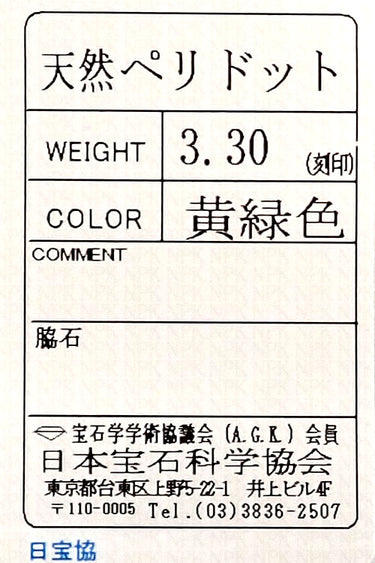 天然ペリドット
WEIGHT 3.30 (刻印)
COLOR 黄緑色
COMMENT
脇石
宝石学学術協議会 (A.G.K.) 会員
日本宝石科学協会
東京都台東区上野5-22-1 井上ビル4F
〒110-0005 Tel.(03)3836-2507
日宝協